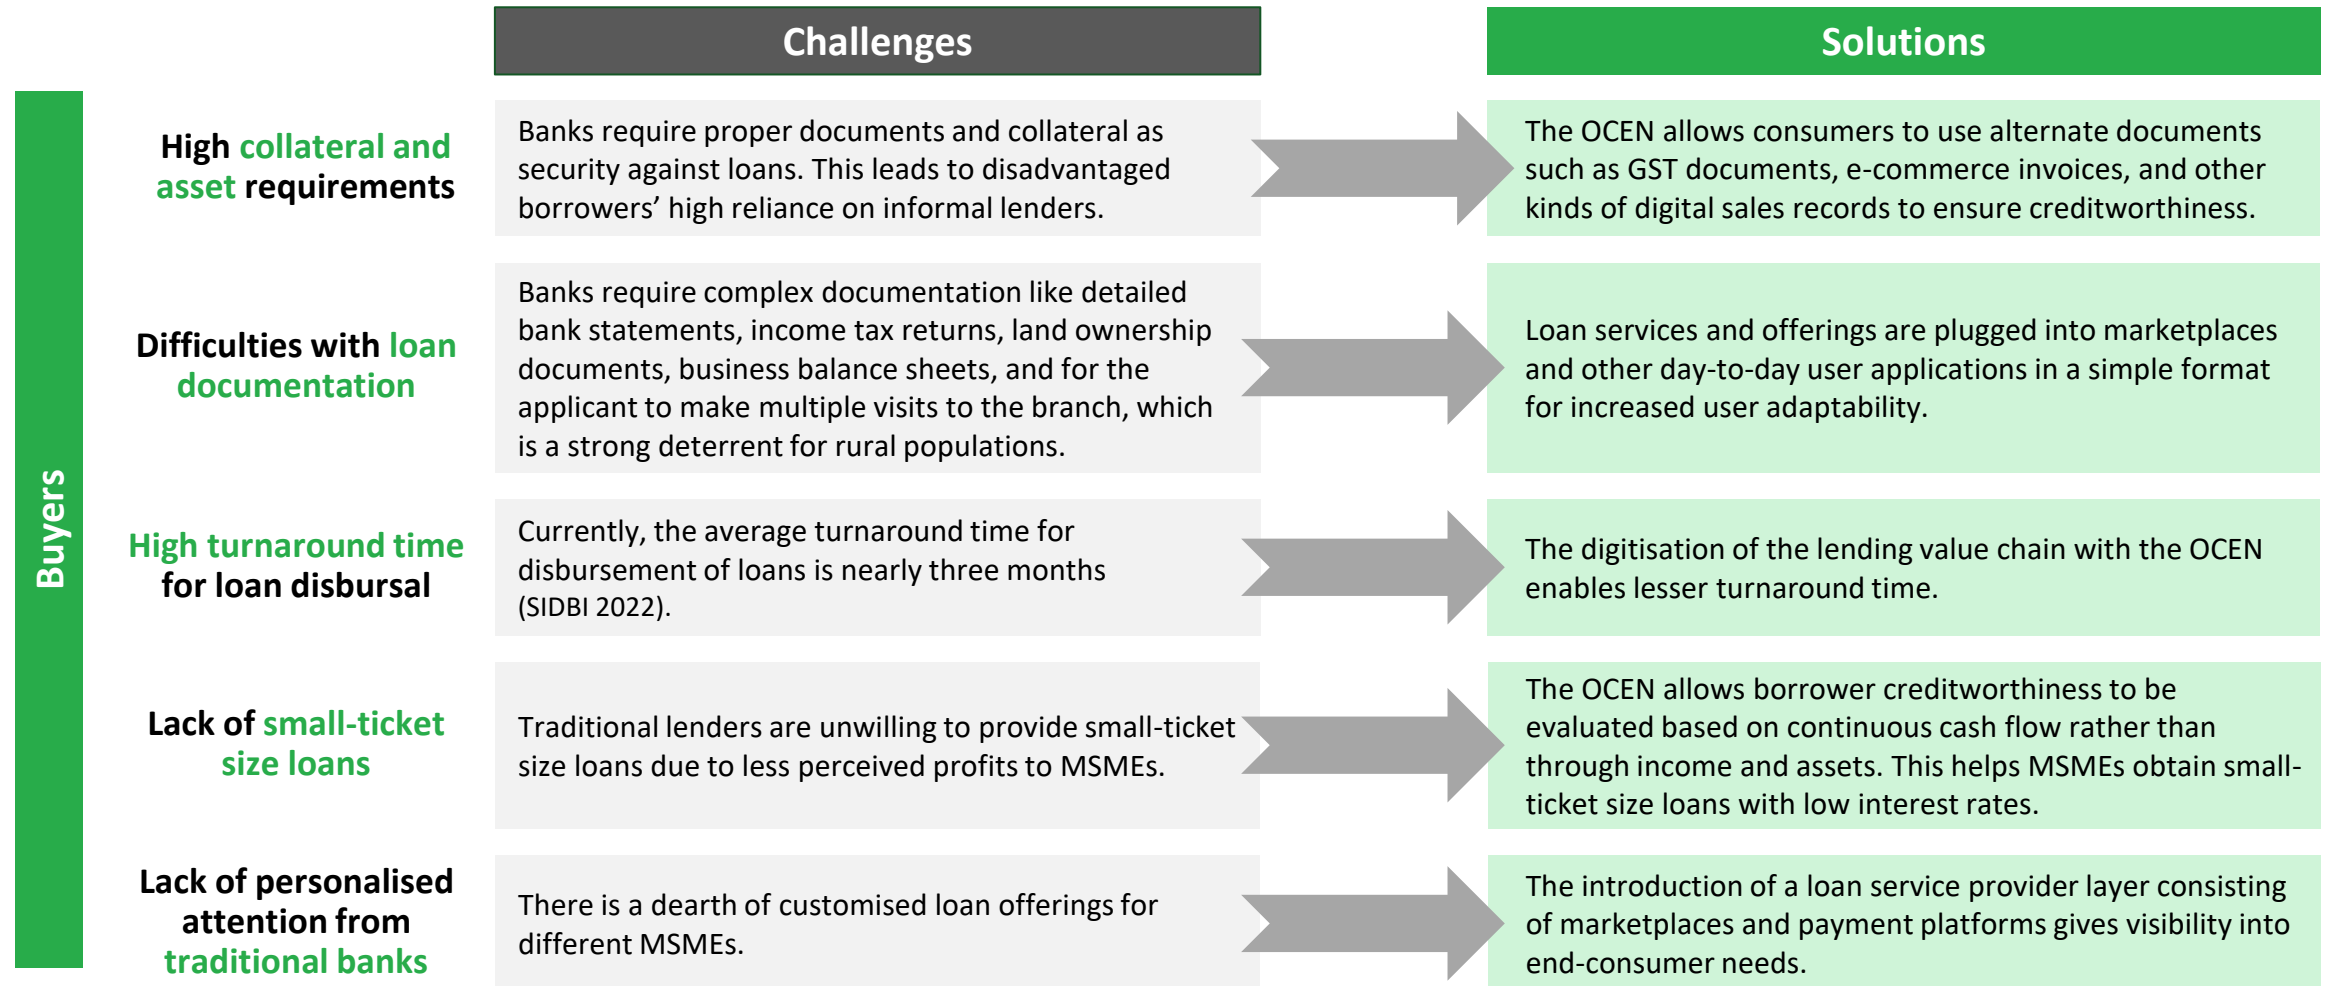 Challenges
Solutions
Buyers
High collateral and
asset requirements
Banks require proper documents and collateral as
security against loans. This leads to disadvantaged
borrowers’ high reliance on informal lenders.
The OCEN allows consumers to use alternate documents
such as GST documents, e-commerce invoices, and other
kinds of digital sales records to ensure creditworthiness.
Difficulties with loan
documentation
Banks require complex documentation like detailed
bank statements, income tax returns, land ownership
documents, business balance sheets, and for the
applicant to make multiple visits to the branch, which
is a strong deterrent for rural populations.
Loan services and offerings are plugged into marketplaces
and other day-to-day user applications in a simple format
for increased user adaptability.
High turnaround time
for loan disbursal
Currently, the average turnaround time for
disbursement of loans is nearly three months
(SIDBI 2022).
The digitisation of the lending value chain with the OCEN
enables lesser turnaround time.
Lack of small-ticket
size loans
Traditional lenders are unwilling to provide small-ticket
size loans due to less perceived profits to MSMEs.
The OCEN allows borrower creditworthiness to be
evaluated based on continuous cash flow rather than
through income and assets. This helps MSMEs obtain small-
ticket size loans with low interest rates.
Lack of personalised
attention from
traditional banks
There is a dearth of customised loan offerings for
different MSMEs.
The introduction of a loan service provider layer consisting
of marketplaces and payment platforms gives visibility into
end-consumer needs.